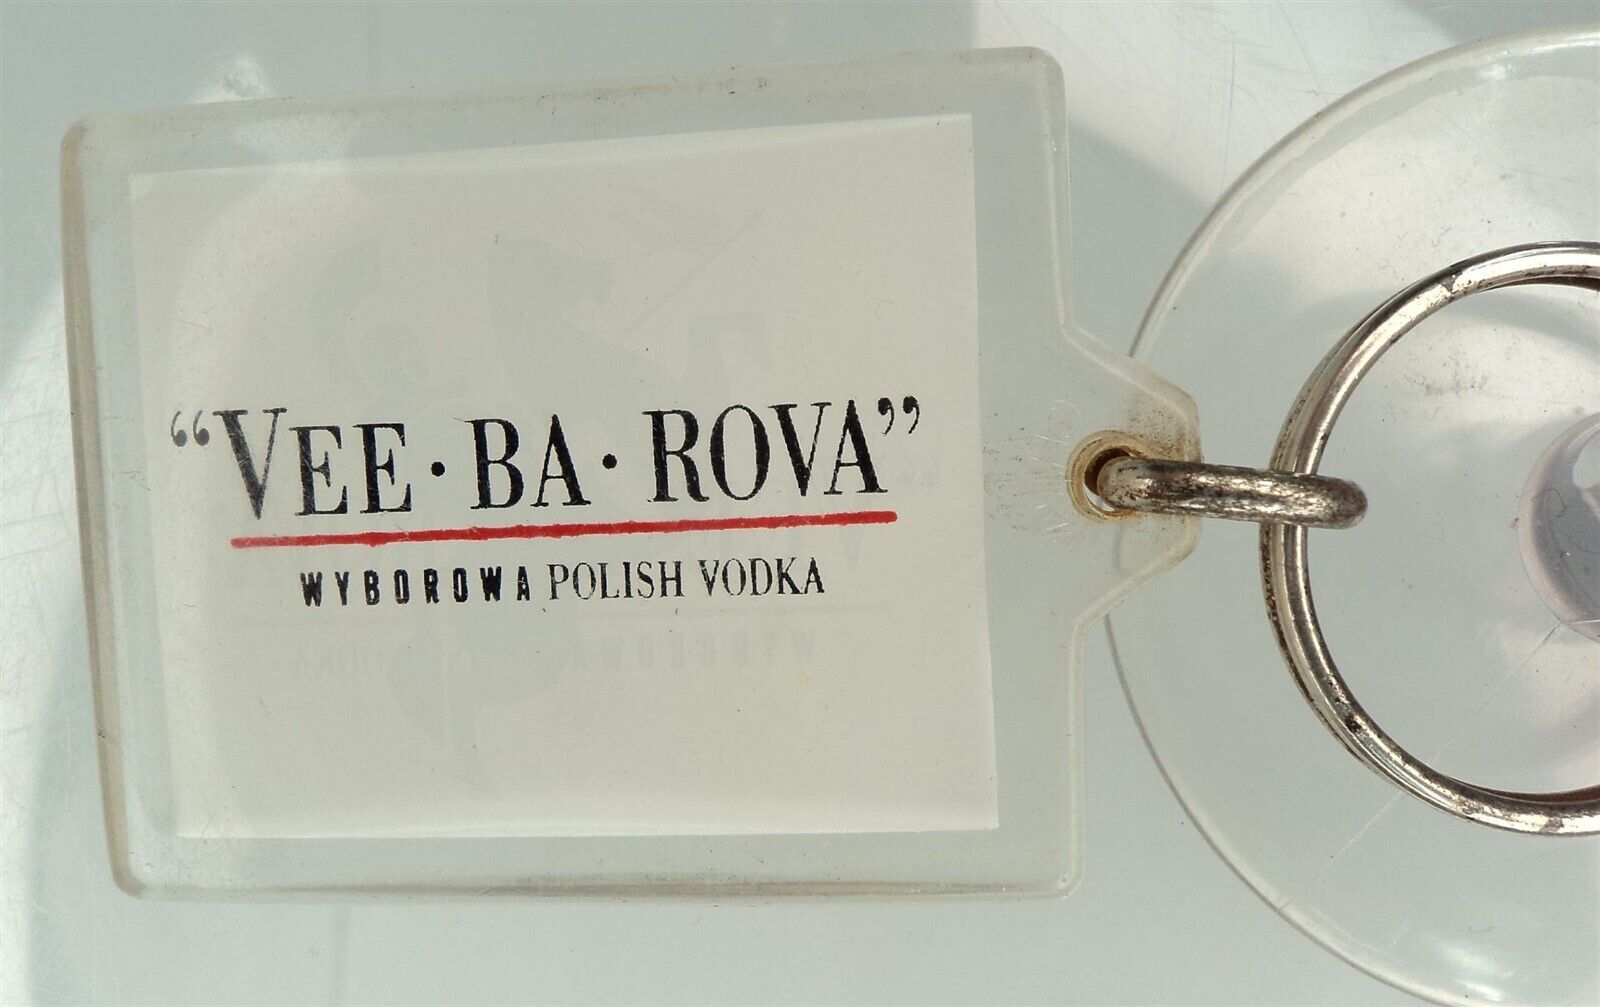 “VEE·BA·ROVA”
WYBOROWA POLISH VODKA